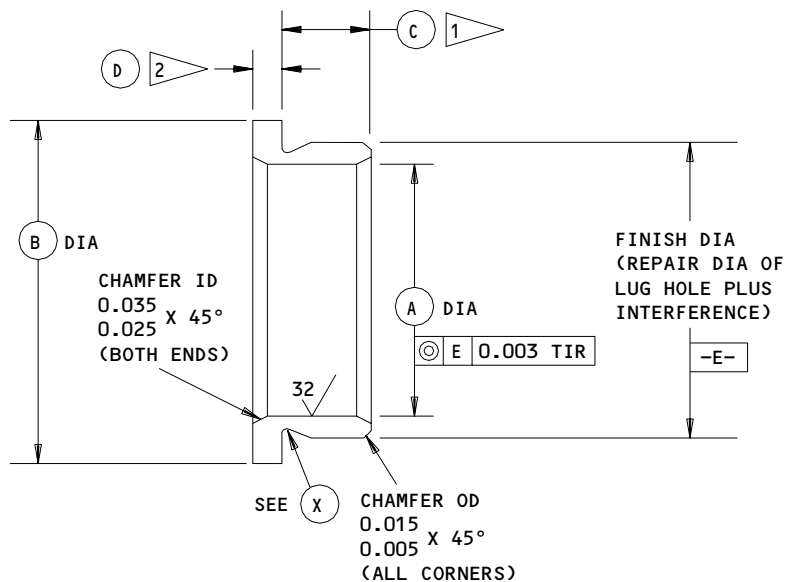 C 1
D 2
B DIA
CHAMFER ID
0.035
0.025 X 45°
(BOTH ENDS)
32
A DIA
◎ E 0.003 TIR
FINISH DIA
(REPAIR DIA OF
LUG HOLE PLUS
INTERFERENCE)
-E-
SEE X
CHAMFER OD
0.015
0.005 X 45°
(ALL CORNERS)